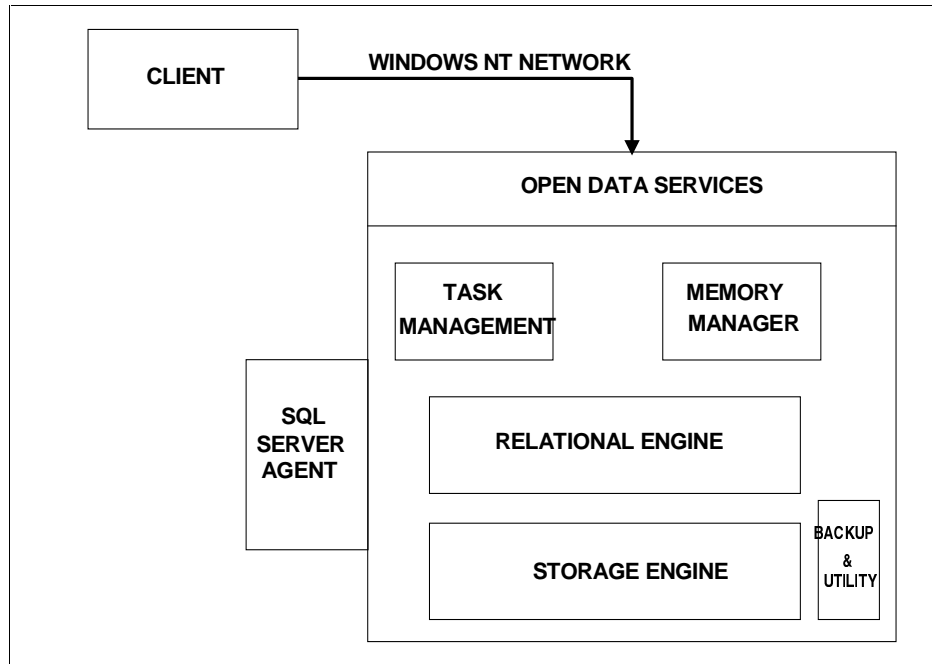 CLIENT
WINDOWS NT NETWORK
OPEN DATA SERVICES
TASK
MANAGEMENT
MEMORY
MANAGER
SQL
SERVER
AGENT
RELATIONAL ENGINE
STORAGE ENGINE
BACKUP
&
UTILITY